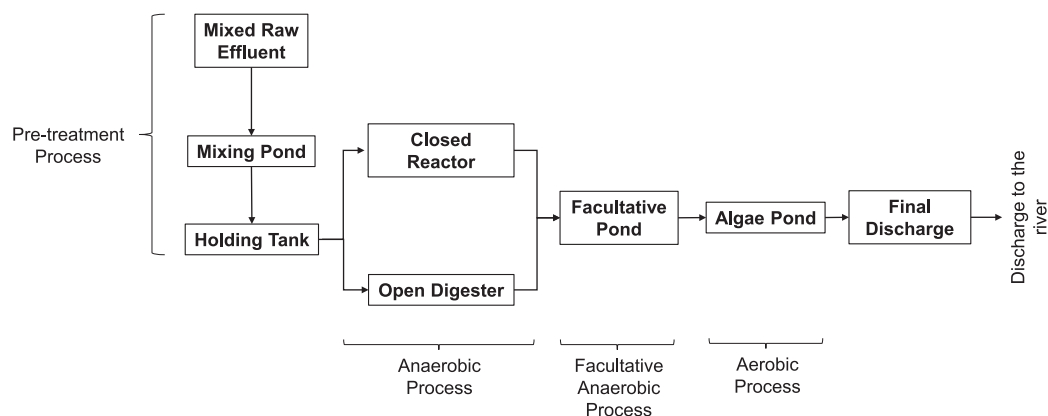 Mixed Raw
Effluent
Pre-treatment
Process
Mixing Pond
Holding Tank
Closed
Reactor
Open Digester
Facultative
Pond
Algae Pond
Final
Discharge
Discharge to the
river
Anaerobic
Process
Facultative
Anaerobic
Process
Aerobic
Process